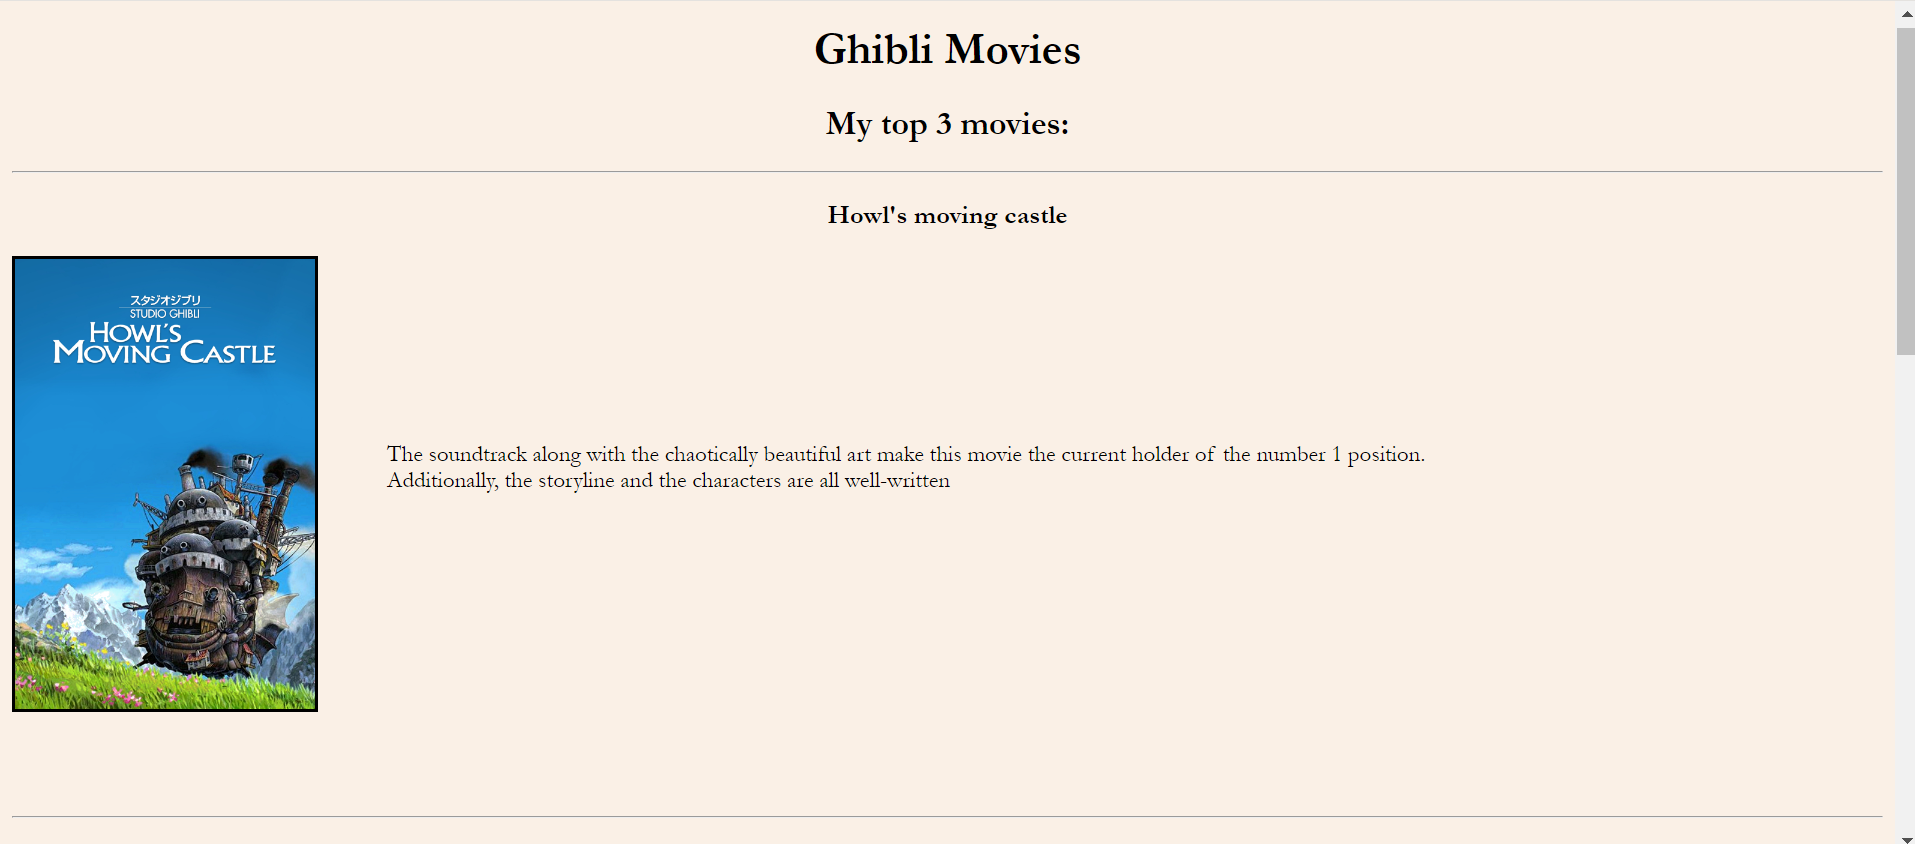 Ghibli Movies
My top 3 movies:
Howl's moving castle
スタジオジブリ
STUDIO GHIBLI
HOWL'S
MOVING CASTLE
The soundtrack along with the chaotically beautiful art make this movie the current holder of the number 1 position.
Additionally, the storyline and the characters are all well-written